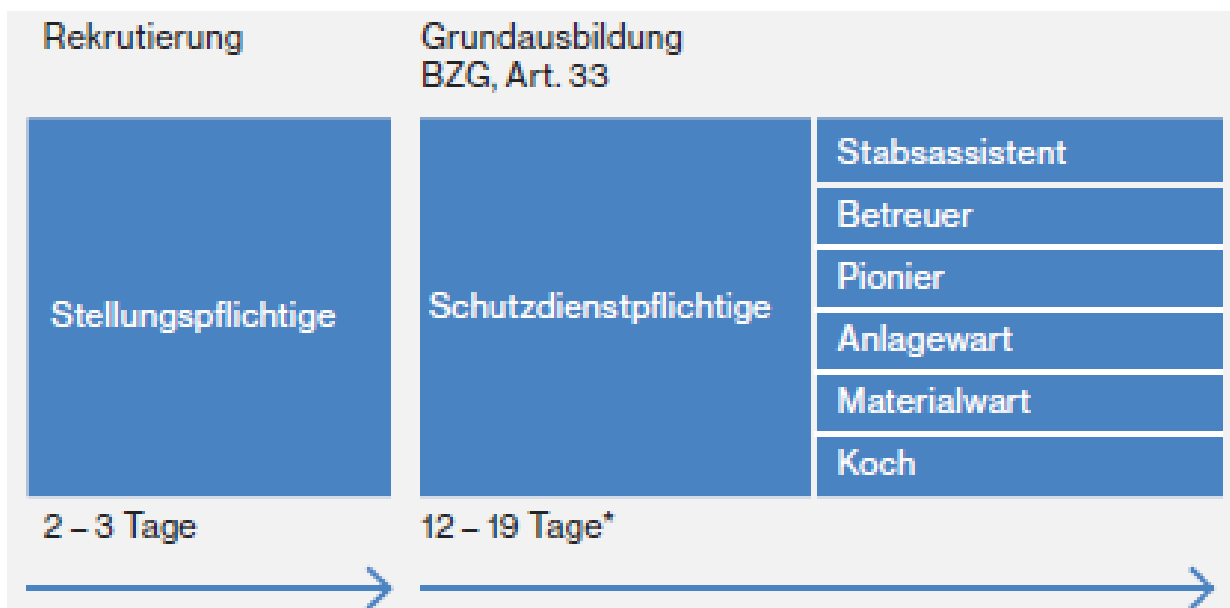 Rekrutierung
Grundausbildung
BZG, Art. 33
Stellungspflichtige
Schutzdienstpflichtige
Stabsassistent
Betreuer
Pionier
Anlagewart
Materialwart
Koch
2 – 3 Tage
12 – 19 Tage*